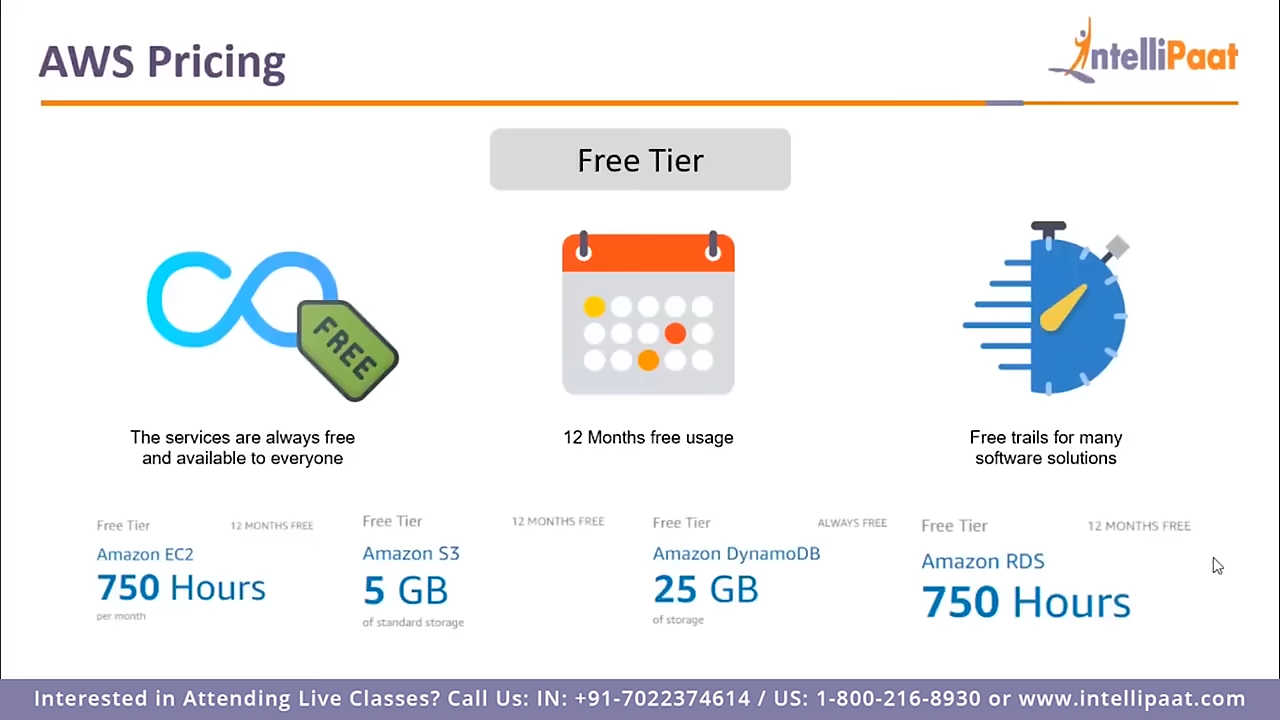 AWS Pricing
IntelliPaat
Free Tier
FREE
The services are always free
and available to everyone
12 Months free usage
Free trails for many
software solutions
Free Tier 12 MONTHS FREE
Amazon EC2
750 Hours
per month
Free Tier 12 MONTHS FREE
Amazon S3
5 GB
of standard storage
Free Tier ALWAYS FREE
Amazon DynamoDB
25 GB
of storage
Free Tier 12 MONTHS FREE
Amazon RDS
750 Hours
Interested in Attending Live Classes? Call Us: IN: +91-7022374614 / US: 1-800-216-8930 or www.intellipaat.com